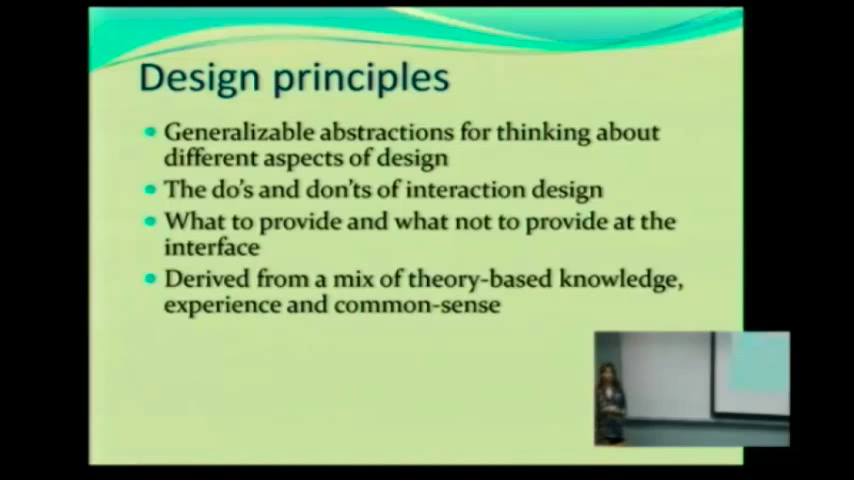 Design principles
Generalizable abstractions for thinking about
different aspects of design
The do's and don'ts of interaction design
What to provide and what not to provide at the
interface
Derived from a mix of theory-based knowledge,
experience and common-sense